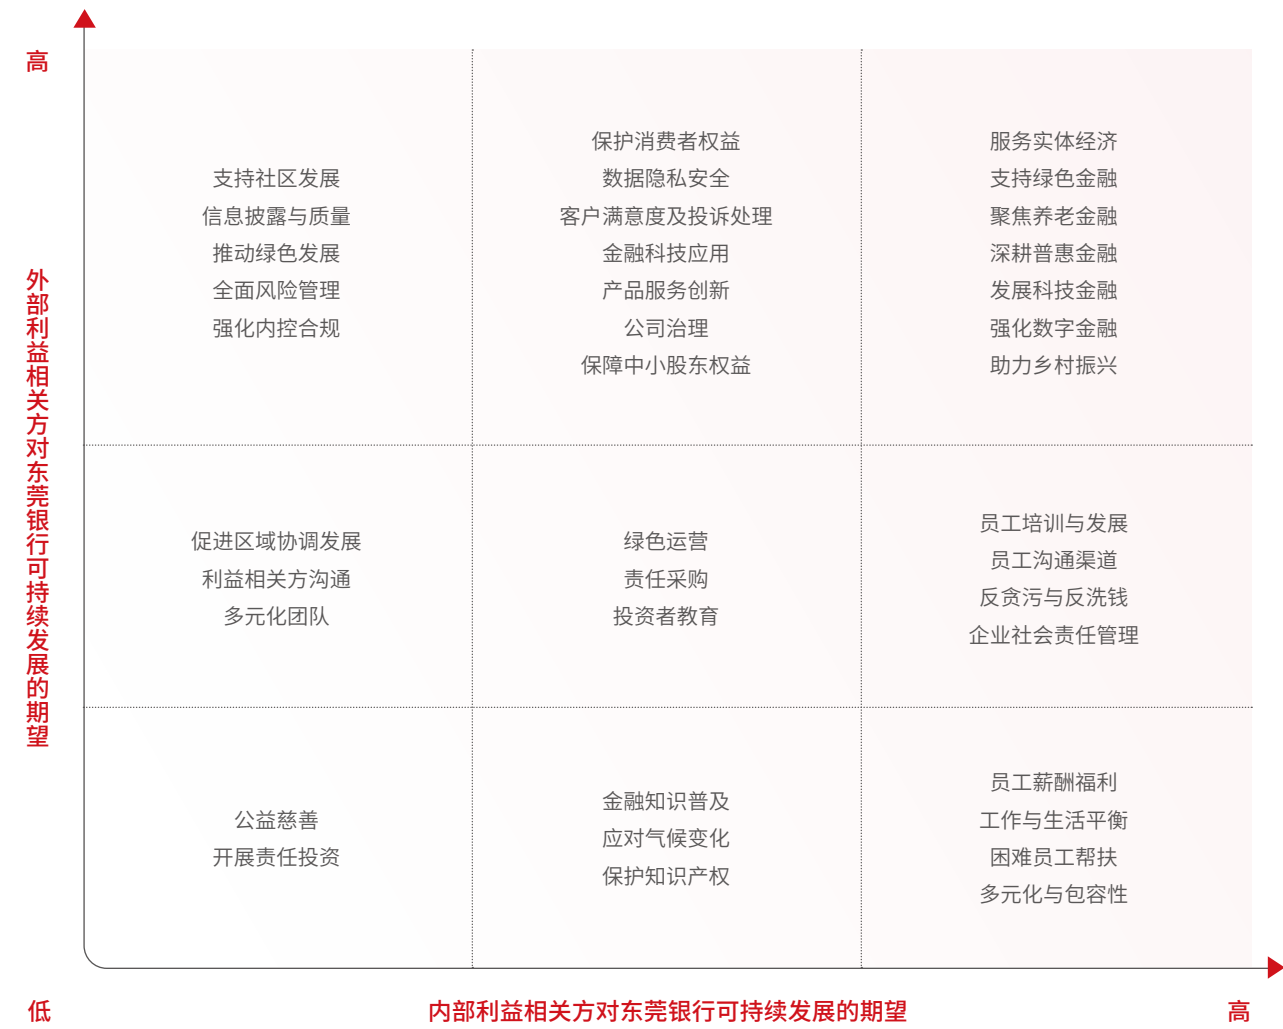 高
外部利益相关方对东莞银行可持续发展的期望
支持社区发展
信息披露与质量
推动绿色发展
全面风险管理
强化内控合规
保护消费者权益
数据隐私安全
客户满意度及投诉处理
金融科技应用
产品服务创新
公司治理
保障中小股东权益
服务实体经济
支持绿色金融
聚焦养老金融
深耕普惠金融
发展科技金融
强化数字金融
助力乡村振兴
促进区域协调发展
利益相关方沟通
多元化团队
绿色运营
责任采购
投资者教育
员工培训与发展
员工沟通渠道
反贪污与反洗钱
企业社会责任管理
公益慈善
开展责任投资
金融知识普及
应对气候变化
保护知识产权
员工薪酬福利
工作与生活平衡
困难员工帮扶
多元化与包容性
低
内部利益相关方对东莞银行可持续发展的期望
高